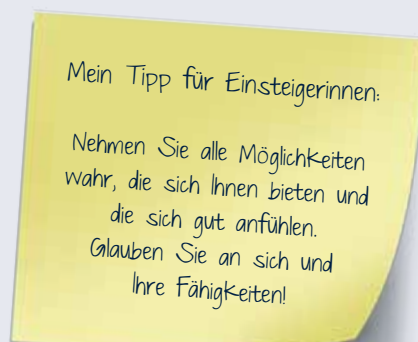 Mein Tipp für Einsteigerinnen:
Nehmen Sie alle Möglichkeiten
wahr, die sich Ihnen bieten und
die sich gut anfühlen.
Glauben Sie an sich und
Ihre Fähigkeiten!